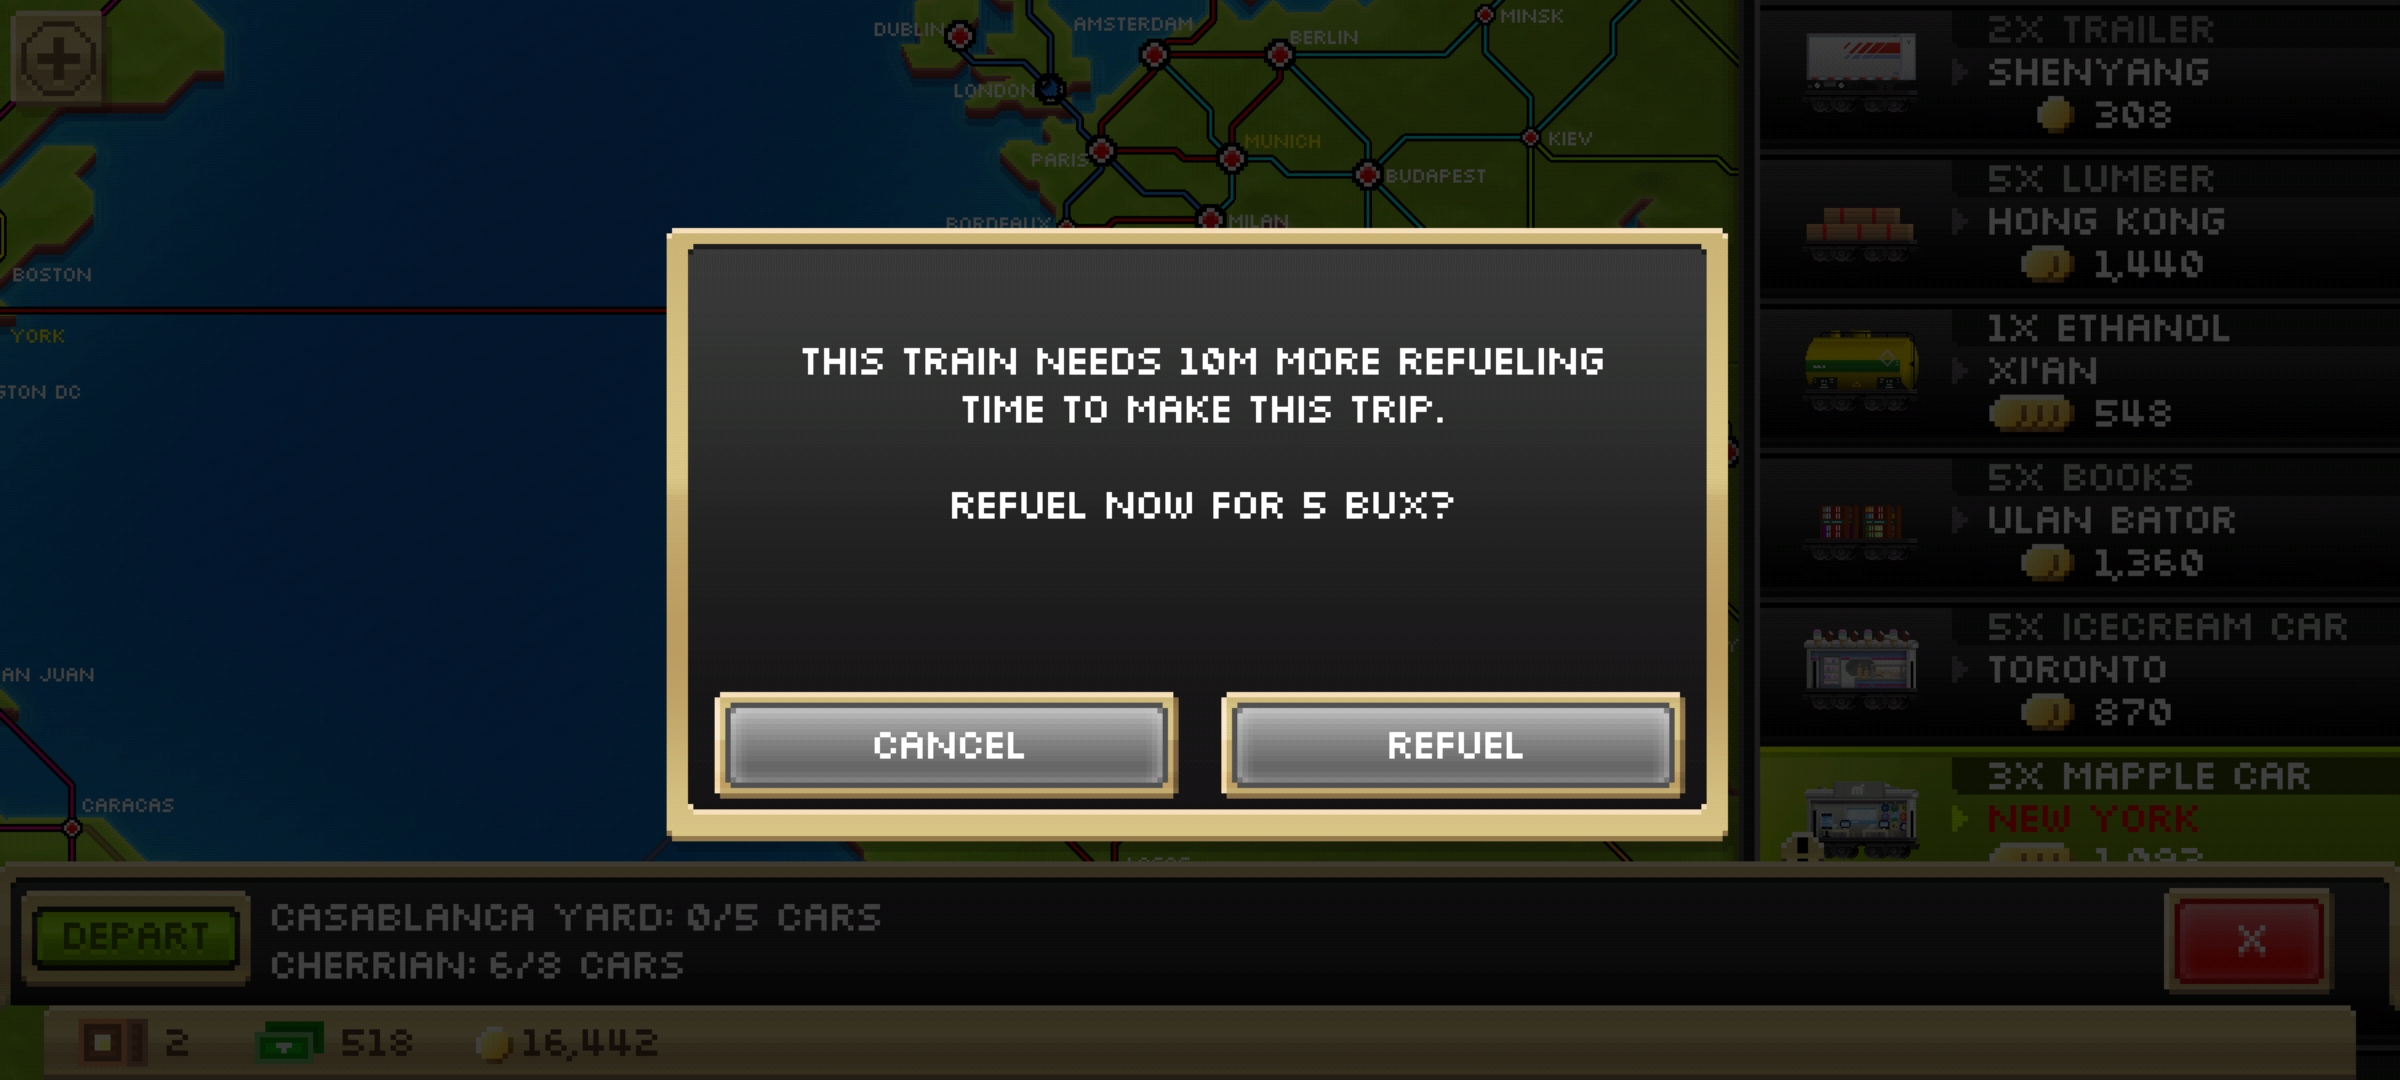 DUBLIN
AMSTERDAM
BERLIN
MINSK
LONDON
PARIS
MUNICH
KIEV
BUDAPEST
BORDEAUX
MILAN
BOSTON
YORK
STON DC
AN JUAN
CARACAS
LAGOS
THIS TRAIN NEEDS 10M MORE REFUELING
TIME TO MAKE THIS TRIP.
REFUEL NOW FOR 5 BUX?
CANCEL
REFUEL
2X TRAILER
SHENYANG
308
5X LUMBER
HONG KONG
1,440
1X ETHANOL
XI'AN
548
5X BOOKS
ULAN BATOR
1,360
5X ICECREAM CAR
TORONTO
870
3X MAPPLE CAR
NEW YORK
DEPART
CASABLANCA YARD: 0/5 CARS
CHERRIAN: 6/8 CARS
X
2
518
16,442